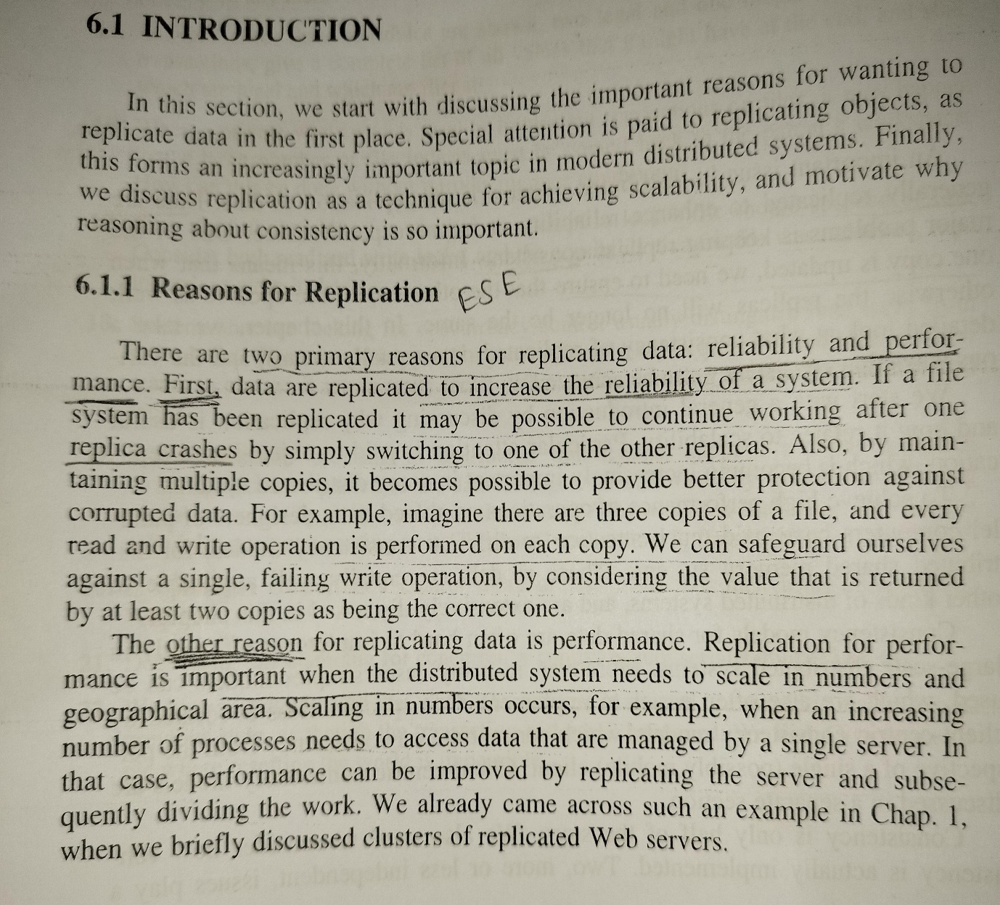 6.1 INTRODUCTION
In this section, we start with discussing the important reasons for wanting to
replicate data in the first place. Special attention is paid to replicating objects, as
this forms an increasingly important topic in modern distributed systems. Finally,
we discuss replication as a technique for achieving scalability, and motivate why
reasoning about consistency is so important.
6.1.1 Reasons for Replication ESE
There are two primary reasons for replicating data: reliability and perfor-
mance. First, data are replicated to increase the reliability of a system. If a file
system has been replicated it may be possible to continue working after one
replica crashes by simply switching to one of the other replicas. Also, by main-
taining multiple copies, it becomes possible to provide better protection against
corrupted data. For example, imagine there are three copies of a file, and every
read and write operation is performed on each copy. We can safeguard ourselves
against a single, failing write operation, by considering the value that is returned
by at least two copies as being the correct one.
The other reason for replicating data is performance. Replication for perfor-
mance is important when the distributed system needs to scale in numbers and
geographical area. Scaling in numbers occurs, for example, when an increasing
number of processes needs to access data that are managed by a single server. In
that case, performance can be improved by replicating the server and subse-
quently dividing the work. We already came across such an example in Chap. 1,
when we briefly discussed clusters of replicated Web servers.